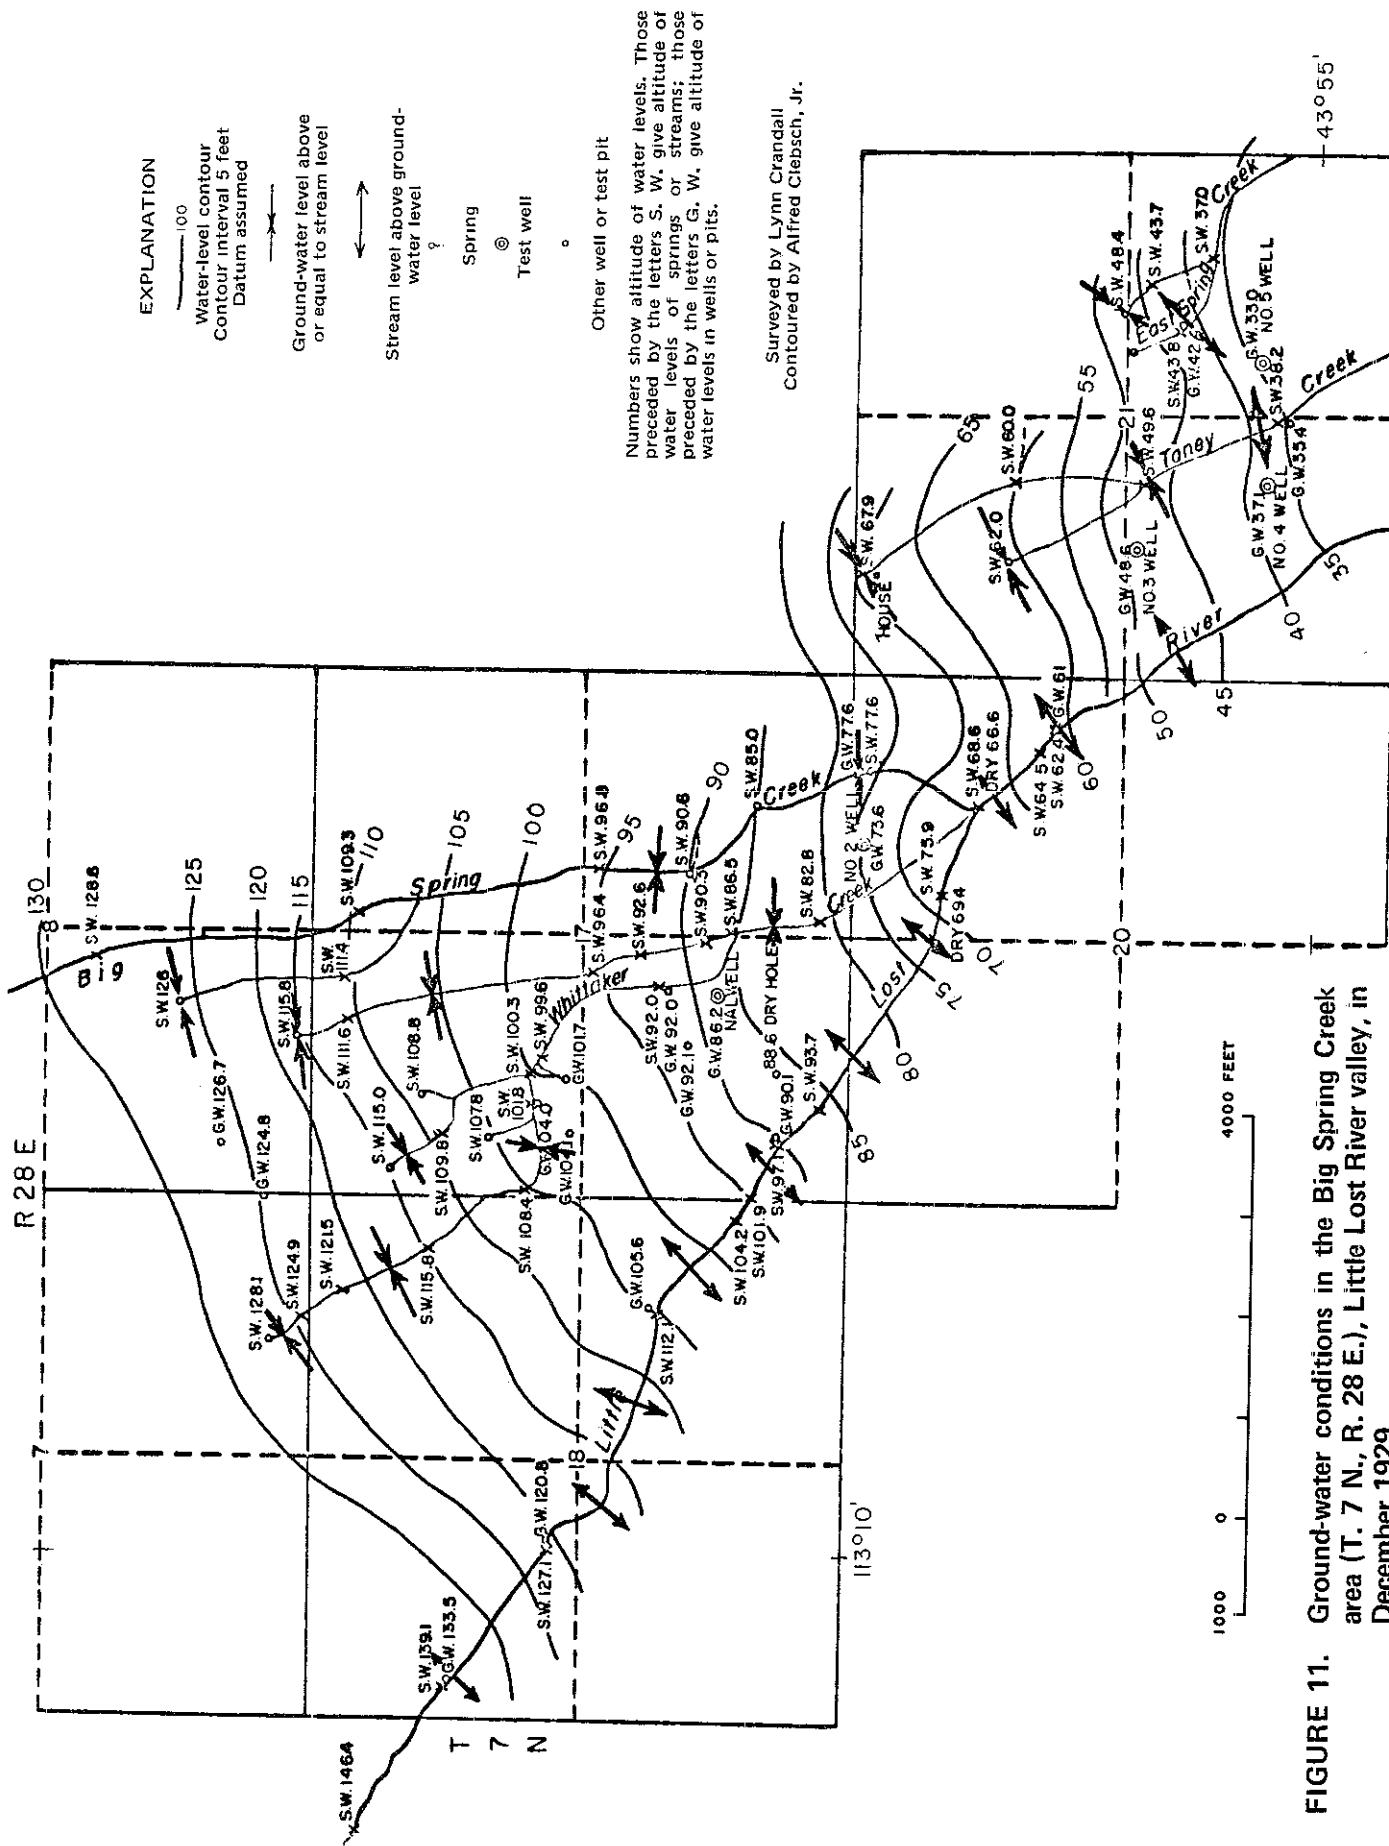 EXPLANATION
100
Water-level contour
Contour interval 5 feet
Datum assumed
Ground-water level above
or equal to stream level
Stream level above ground-
water level
Spring
Test well
Other well or test pit
Numbers show altitude of water levels. Those
preceded by the letters S. W. give altitude of
water levels of springs or streams; those
preceded by the letters G. W. give altitude of
water levels in wells or pits.
Surveyed by Lynn Crandall
Contoured by Alfred Clebsch, Jr.
R 28 E
T
7
N
7
8
130
125
120
115
110
105
100
95
90
85
80
75
70
65
60
55
50
45
40
35
17
18
20
21
Big
Spring
Creek
Whittaker
Creek
Little
Lost
River
Taney
Creek
East Spring
Creek
S.W. 146.4
S.W. 139.1
G.W. 133.5
S.W. 127.1
G.W. 120.8
S.W. 128.1
S.W. 124.9
S.W. 121.5
S.W. 115.8
G.W. 124.8
G.W. 126.7
S.W. 126
S.W. 128.6
S.W. 115.8
S.W. 111.4
S.W. 109.3
S.W. 111.6
S.W. 115.0
S.W. 108.8
S.W. 109.8
S.W. 107.8
S.W. 108.4
S.W. 101.8
S.W. 100.3
S.W. 99.6
G.W. 104.0
G.W. 104.1
G.W. 101.7
S.W. 96.4
S.W. 96.8
S.W. 92.6
S.W. 90.6
S.W. 90.3
S.W. 86.5
S.W. 85.0
S.W. 92.0
G.W. 92.0
G.W. 92.1
G.W. 86.2
NA1 WELL
88.6 DRY HOLE
S.W. 82.8
G.W. 105.6
S.W. 112.1
S.W. 104.2
S.W. 101.9
S.W. 97.1
G.W. 90.1
S.W. 93.7
NO. 2 WELL
G.W. 77.6
S.W. 77.6
G.W. 73.6
S.W. 75.9
DRY 69.4
S.W. 68.6
DRY 66.6
S.W. 64.5
S.W. 62.4
G.W. 61
HOUSE
S.W. 67.9
S.W. 62.0
S.W. 60.0
G.W. 48.6
NO. 3 WELL
S.W. 49.6
S.W. 48.4
S.W. 43.7
S.W. 43.8
G.W. 42.6
S.W. 37.0
G.W. 33.0
NO. 5 WELL
S.W. 38.2
G.W. 37.1
NO. 4 WELL
G.W. 35.4
43°55'
113°10'
1000 0 4000 FEET
FIGURE 11. Ground-water conditions in the Big Spring Creek
area (T. 7 N., R. 28 E.), Little Lost River valley, in
December 1929